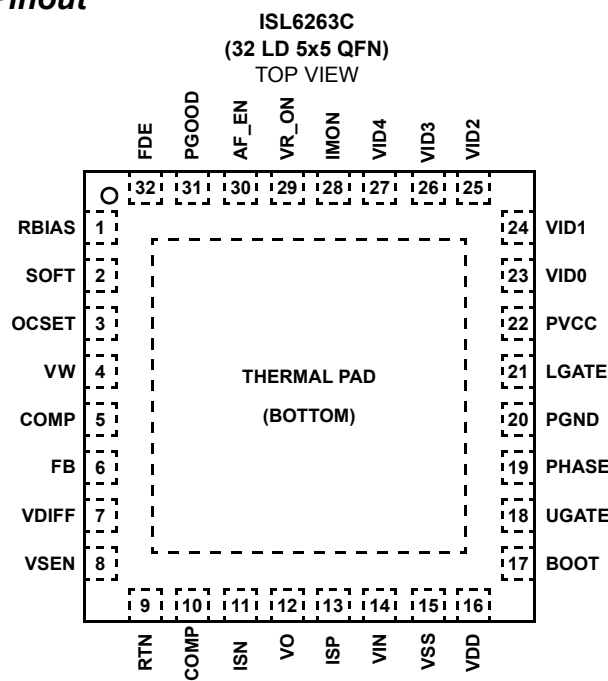 Pinout
ISL6263C
(32 LD 5x5 QFN)
TOP VIEW
FDE
PGOOD
AF_EN
VR_ON
IMON
VID4
VID3
VID2
32 31 30 29 28 27 26 25
RBIAS 1
SOFT 2
OCSET 3
VW 4
COMP 5
FB 6
VDIFF 7
VSEN 8
24 VID1
23 VID0
22 PVCC
21 LGATE
20 PGND
19 PHASE
18 UGATE
17 BOOT
THERMAL PAD
(BOTTOM)
9 10 11 12 13 14 15 16
RTN
COMP
ISN
VO
ISP
VIN
VSS
VDD